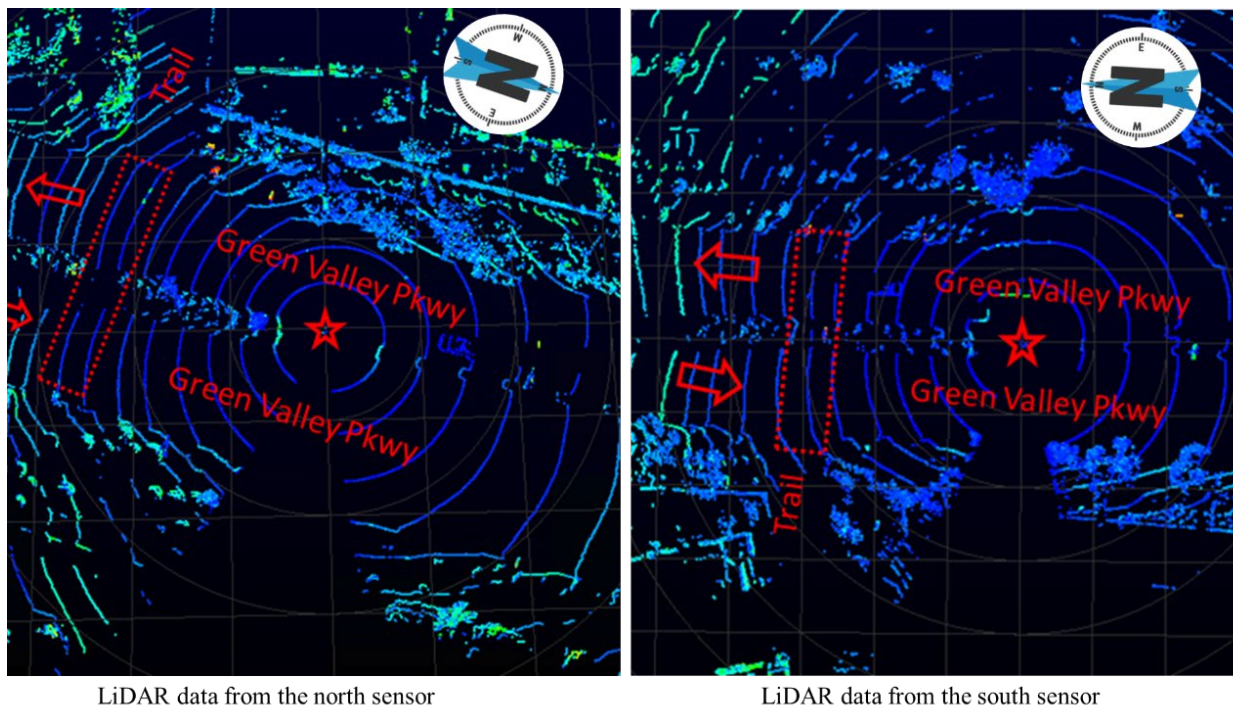 Trail
W
S
N
N
E
Green Valley Pkwy
Green Valley Pkwy
LiDAR data from the north sensor
E
N
N
S
W
Green Valley Pkwy
Green Valley Pkwy
Trail
LiDAR data from the south sensor